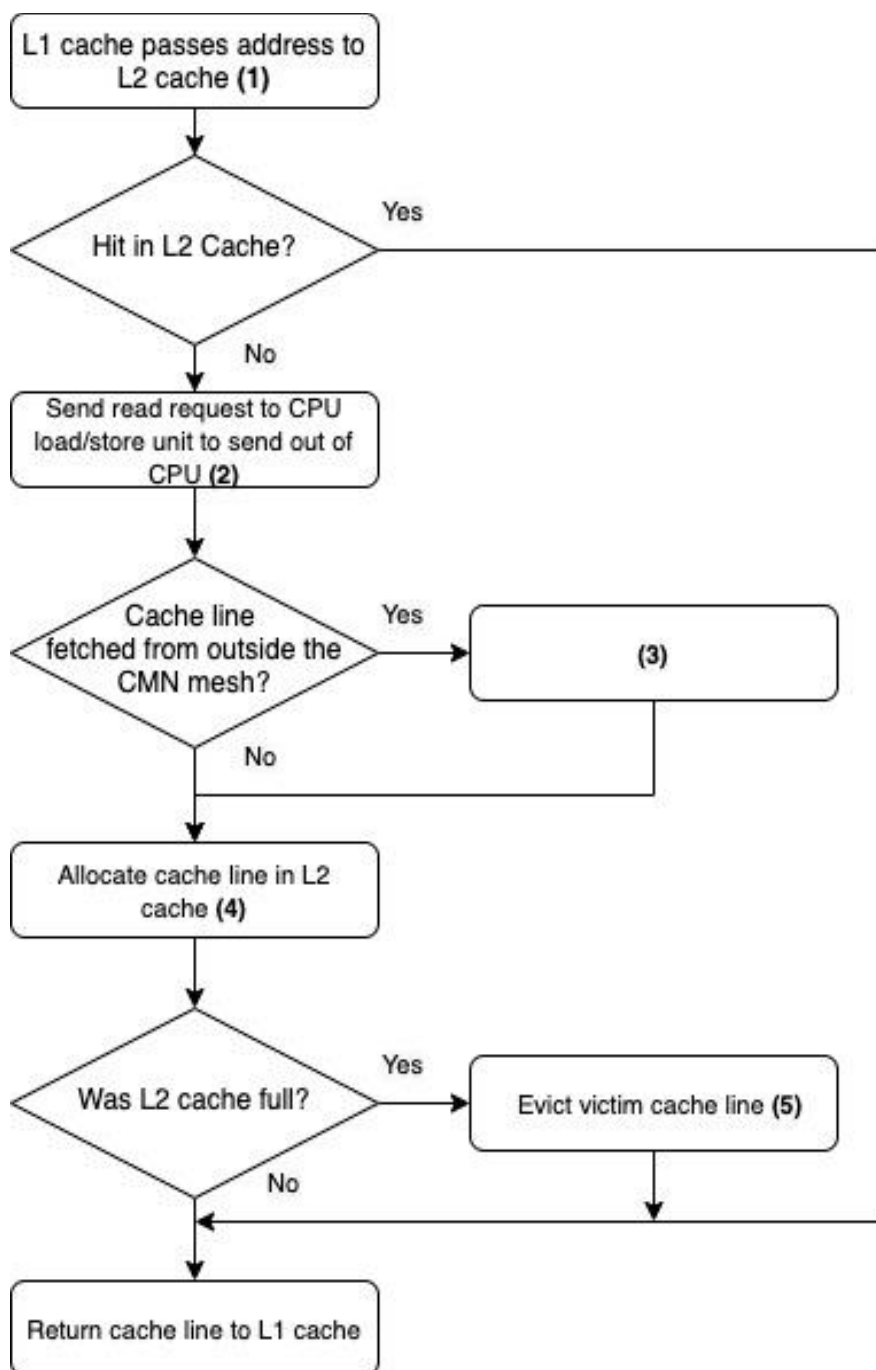 L1 cache passes address to
L2 cache (1)
Yes
Hit in L2 Cache?
No
Send read request to CPU
load/store unit to send out of
CPU (2)
Cache line
fetched from outside the
CMN mesh?
Yes
(3)
No
Allocate cache line in L2
cache (4)
Yes
Was L2 cache full?
Evict victim cache line (5)
No
Return cache line to L1 cache